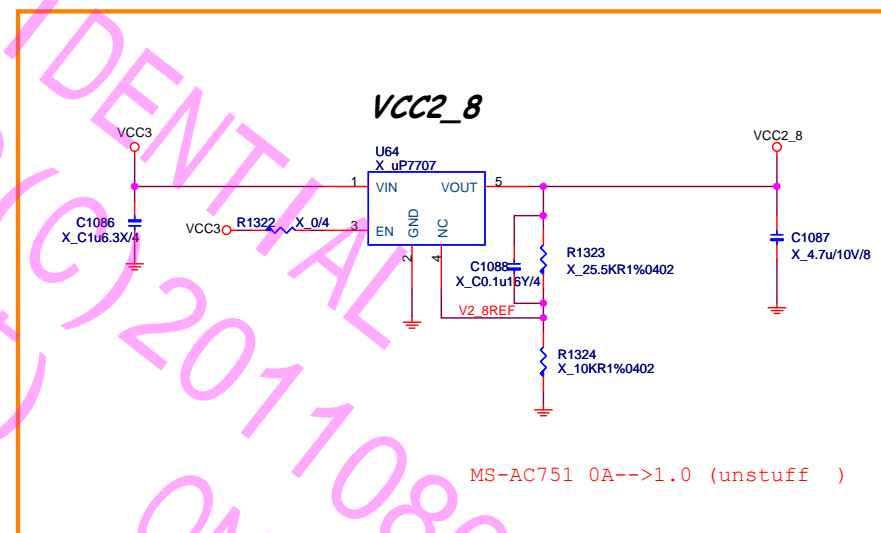 VCC2_8
VCC3
VCC2_8
U64
X_uP7707
1
VIN
VOUT
5
C1086
X_C1u6.3X/4
VCC3
R1322
X_0/4
3
EN
GND
NC
2
4
C1088
X_C0.1u16Y/4
R1323
X_25.5KR1%0402
C1087
X_4.7u/10V/8
V2_8REF
R1324
X_10KR1%0402
MS-AC751 0A-->1.0 (unstuff )